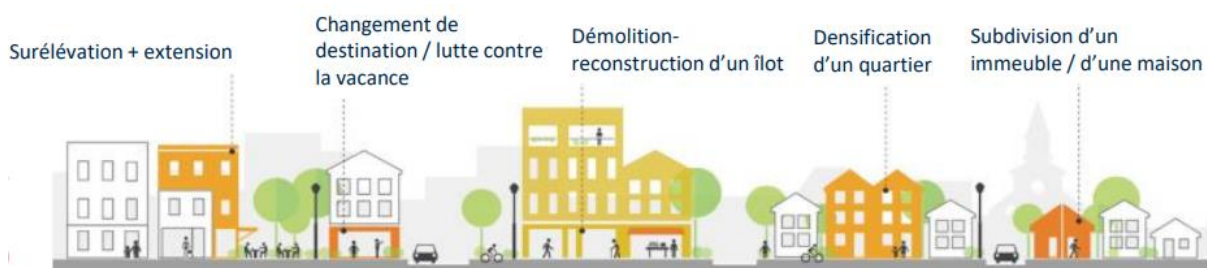 Surélévation + extension
Changement de
destination / lutte contre
la vacance
Démolition-
reconstruction d’un îlot
Densification
d’un quartier
Subdivision d’un
immeuble / d’une maison